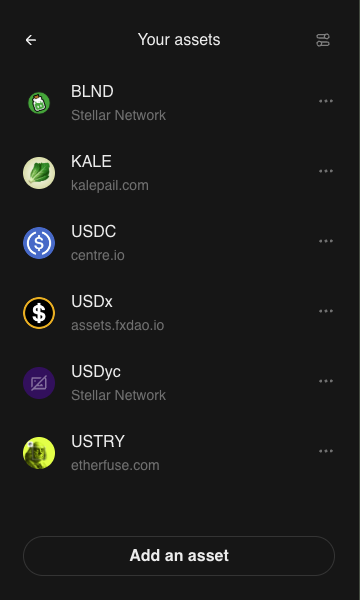 Your assets
BLND
Stellar Network
KALE
kalepail.com
USDC
centre.io
USDx
assets.fxdao.io
USDyc
Stellar Network
USTRY
etherfuse.com
Add an asset